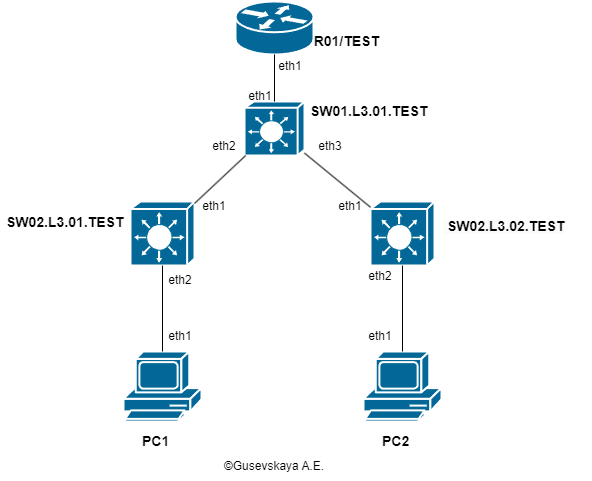 R01/TEST
eth1
eth1
SW01.L3.01.TEST
eth2
eth3
eth1
eth1
SW02.L3.01.TEST
SW02.L3.02.TEST
eth2
eth2
eth1
eth1
PC1
PC2
©Gusevskaya A.E.